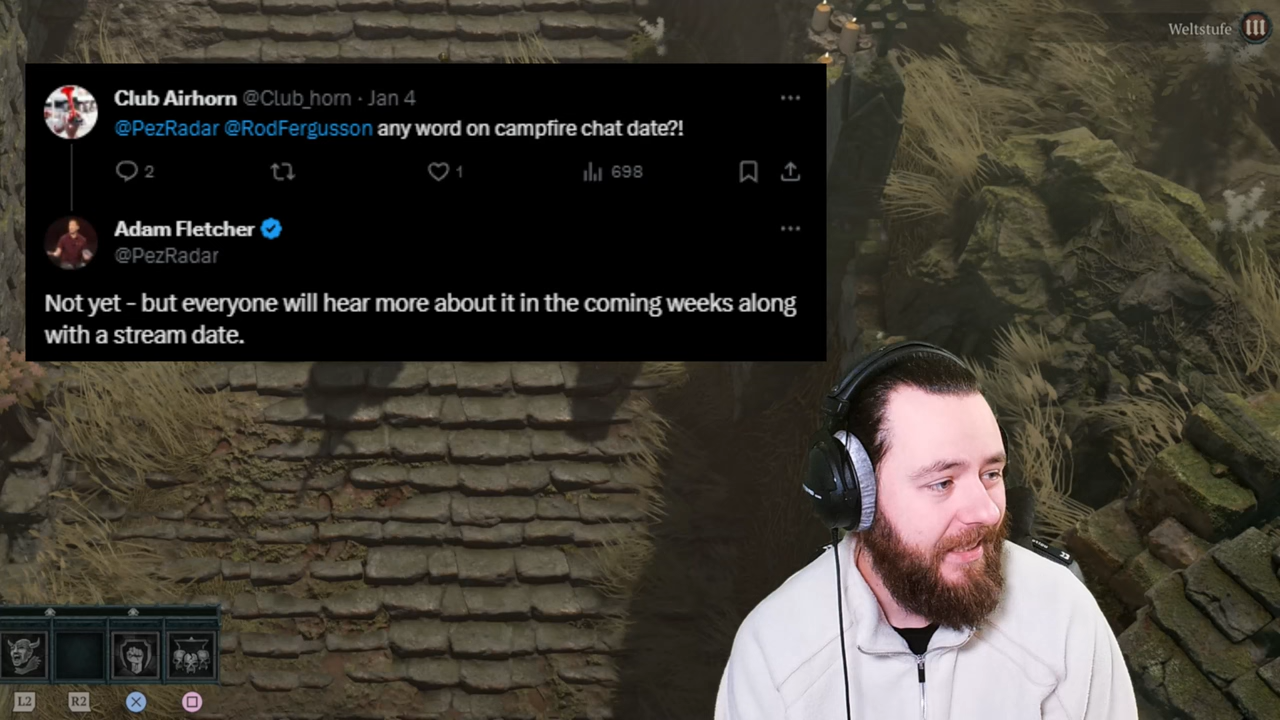 Weltstufe III
Club Airhorn @Club_horn · Jan 4
@PezRadar @RodFergusson any word on campfire chat date?!
2 1 698
Adam Fletcher
@PezRadar
Not yet - but everyone will hear more about it in the coming weeks along
with a stream date.
L2 R2